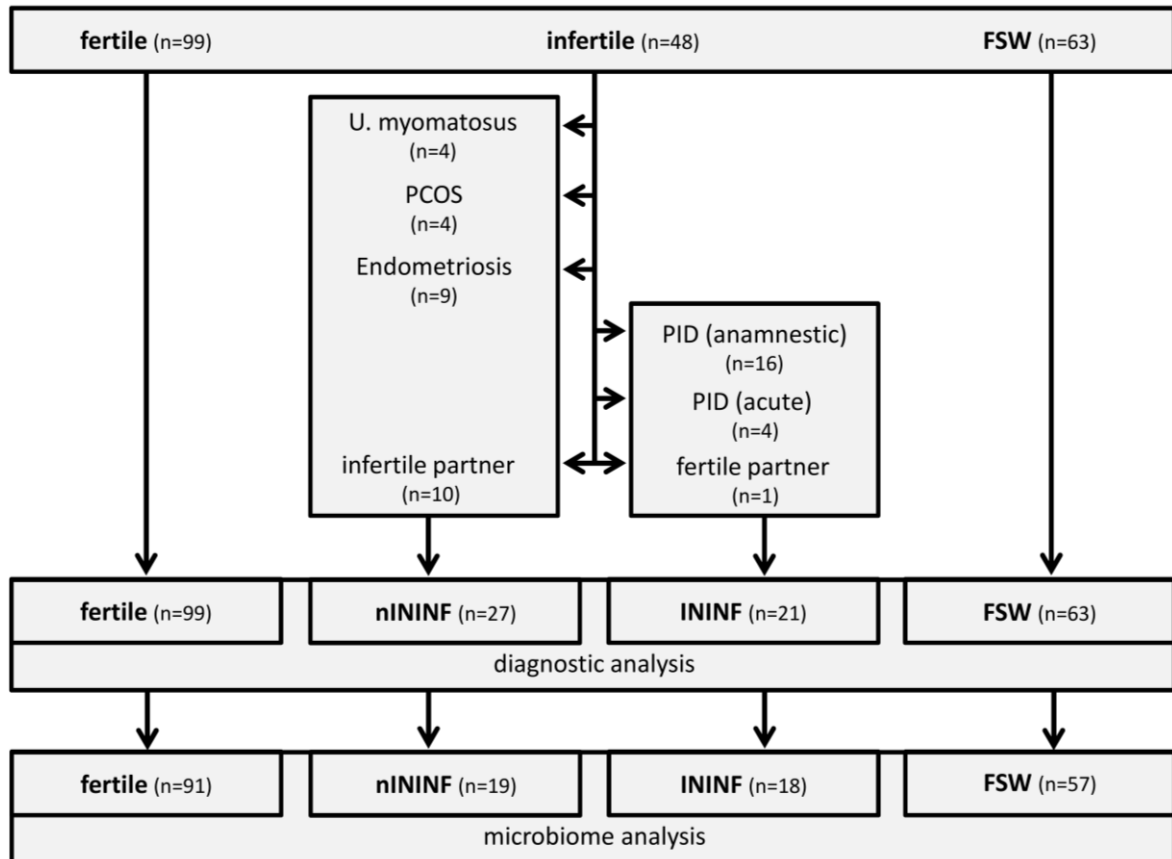 fertile (n=99) infertile (n=48) FSW (n=63)
U. myomatosus
(n=4)
PCOS
(n=4)
Endometriosis
(n=9)
infertile partner
(n=10)
PID (anamnestic)
(n=16)
PID (acute)
(n=4)
fertile partner
(n=1)
fertile (n=99) nININF (n=27) ININF (n=21) FSW (n=63)
diagnostic analysis
fertile (n=91) nININF (n=19) ININF (n=18) FSW (n=57)
microbiome analysis